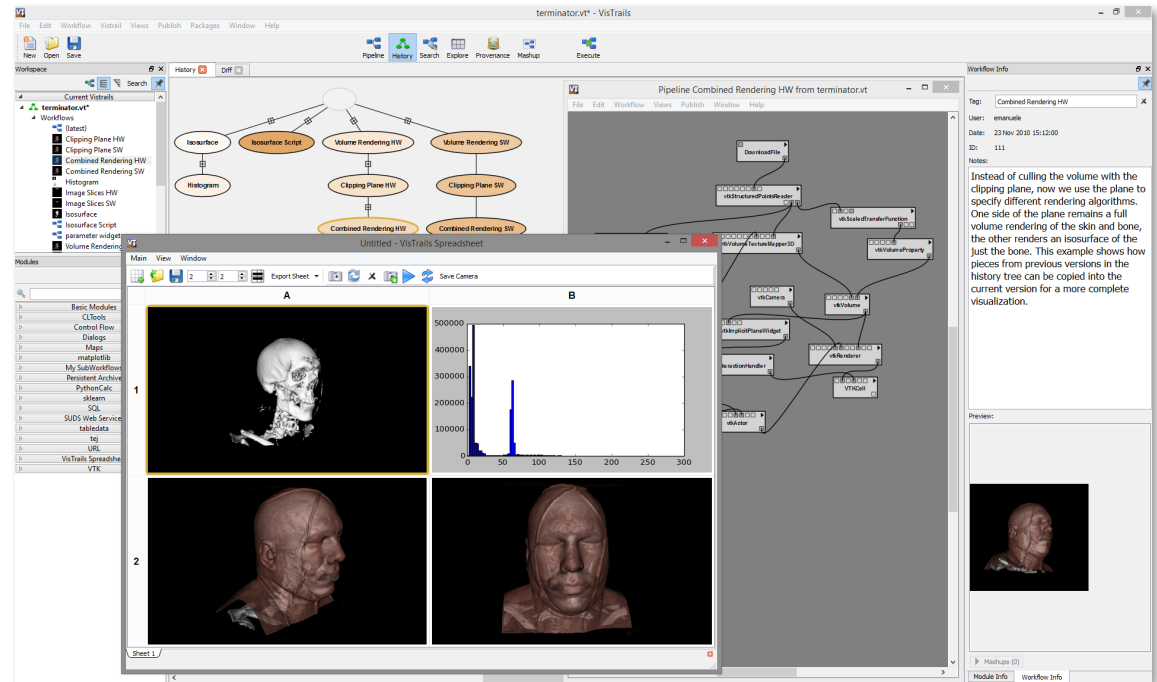 terminator.vt* - VisTrails
File Edit Workflow Vistrail Views Publish Packages Window Help
New Open Save
Pipeline History Search Explore Provenance Mashup Execute
Workspace
Search
Current Vistrails
terminator.vt*
Workflows
(latest)
Clipping Plane HW
Clipping Plane SW
Combined Rendering HW
Combined Rendering SW
Histogram
Image Slices HW
Image Slices SW
Isosurface
Isosurface Script
parameter widget
Volume Rendering
Modules
Basic Modules
CLTools
Control Flow
Dialogs
Maps
matplotlib
My SubWorkflows
Persistent Archive
PythonCalc
sklearn
SQL
SUDS Web Service
tabledata
tej
URL
VisTrails Spreadshe
VTK
History Diff
Isosurface
Isosurface Script
Volume Rendering HW
Volume Rendering SW
Histogram
Clipping Plane HW
Clipping Plane SW
Combined Rendering HW
Combined Rendering SW
Pipeline Combined Rendering HW from terminator.vt
File Edit Workflow Views Publish Window Help
DownloadFile
vtkStructuredPointsReader
vtkScaledTransferFunction
VolumeTextureMapper3D
vtkVolumeProperty
vtkCamera
vtkVolume
vtkImplicitPlaneWidget
vtkRenderer
teractionHandler
VTKCell
vtkActor
Untitled - VisTrails Spreadsheet
Main View Window
2 2 Export Sheet Save Camera
A B
1
500000
400000
300000
200000
100000
0
0 50 100 150 200 250 300
2
Sheet 1
Workflow Info
Tag: Combined Rendering HW
User: emanuele
Date: 23 Nov 2010 15:12:00
ID: 111
Notes:
Instead of culling the volume with the
clipping plane, now we use the plane to
specify different rendering algorithms.
One side of the plane remains a full
volume rendering of the skin and bone,
the other renders an isosurface of the
just the bone. This example shows how
pieces from previous versions in the
history tree can be copied into the
current version for a more complete
visualization.
Preview:
Mashups (0)
Module Info Workflow Info